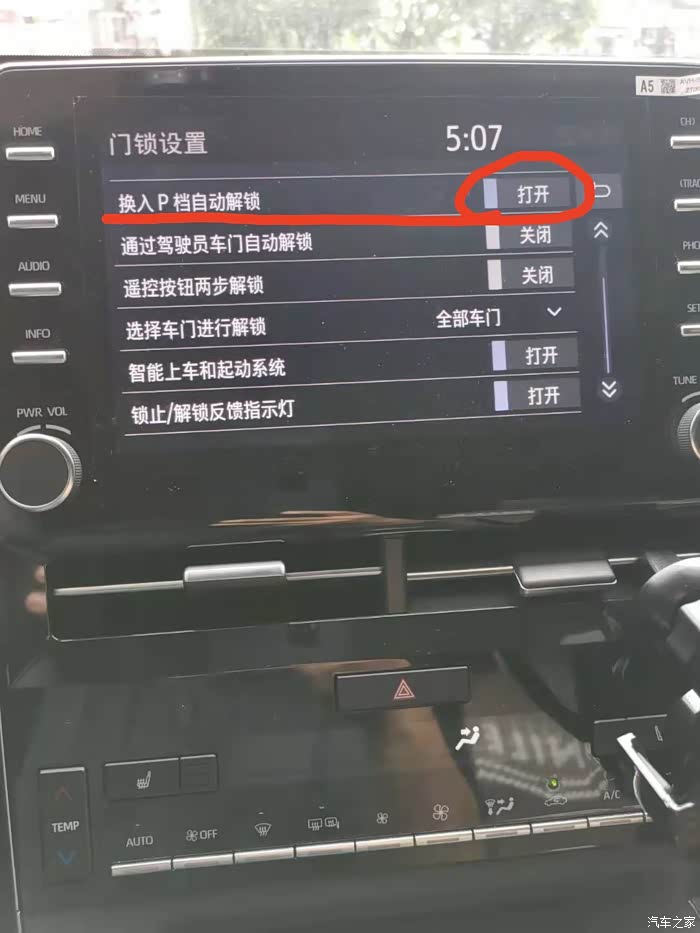 A5
门锁设置 5:07
HOME
MENU
AUDIO
INFO
PWR VOL
换入P档自动解锁 打开
通过驾驶员车门自动解锁 关闭
遥控按钮两步解锁 关闭
选择车门进行解锁 全部车门
智能上车和起动系统 打开
锁止/解锁反馈指示灯 打开
CH
TRAC
PHO
SET
TUNE
TEMP
AUTO
OFF
A/C
汽车之家